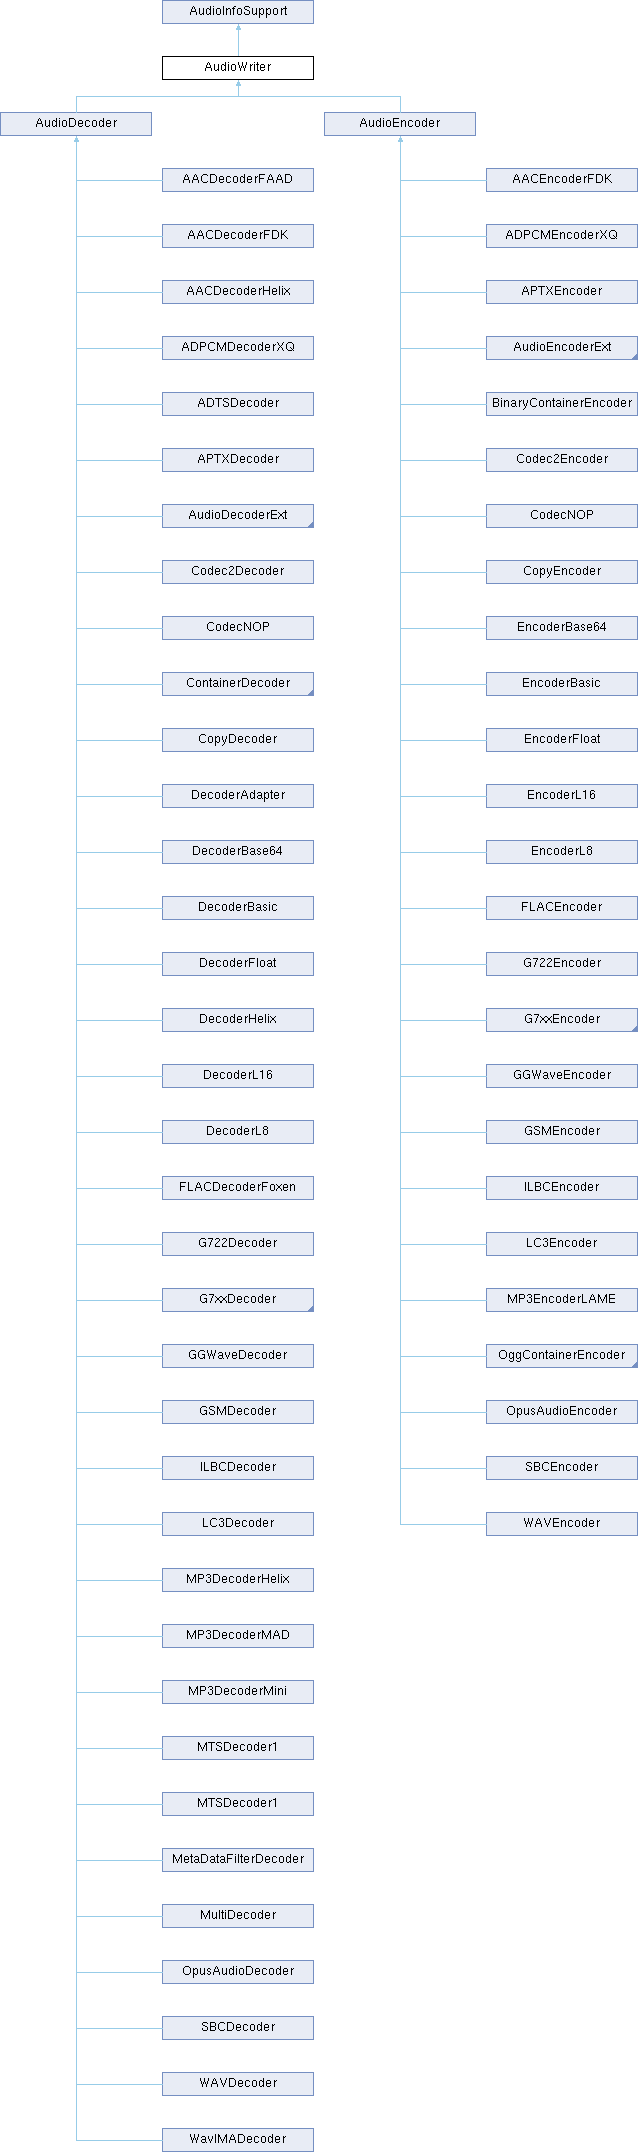 AudioInfoSupport
AudioWriter
AudioDecoder
AudioEncoder
AACDecoderFAAD
AACEncoderFDK
AACDecoderFDK
ADPCMEncoderXQ
AACDecoderHelix
APTXEncoder
ADPCMDecoderXQ
AudioEncoderExt
ADTSDecoder
BinaryContainerEncoder
APTXDecoder
Codec2Encoder
AudioDecoderExt
CodecNOP
Codec2Decoder
CopyEncoder
CodecNOP
EncoderBase64
ContainerDecoder
EncoderBasic
CopyDecoder
EncoderFloat
DecoderAdapter
EncoderL16
DecoderBase64
EncoderL8
DecoderBasic
FLACEncoder
DecoderFloat
G722Encoder
DecoderHelix
G7xxEncoder
DecoderL16
GGWaveEncoder
DecoderL8
GSMEncoder
FLACDecoderFoxen
ILBCEncoder
G722Decoder
LC3Encoder
G7xxDecoder
MP3EncoderLAME
GGWaveDecoder
OggContainerEncoder
GSMDecoder
OpusAudioEncoder
ILBCDecoder
SBCEncoder
LC3Decoder
WAVEncoder
MP3DecoderHelix
MP3DecoderMAD
MP3DecoderMini
MTSDecoder1
MTSDecoder1
MetaDataFilterDecoder
MultiDecoder
OpusAudioDecoder
SBCDecoder
WAVDecoder
WavIMADecoder